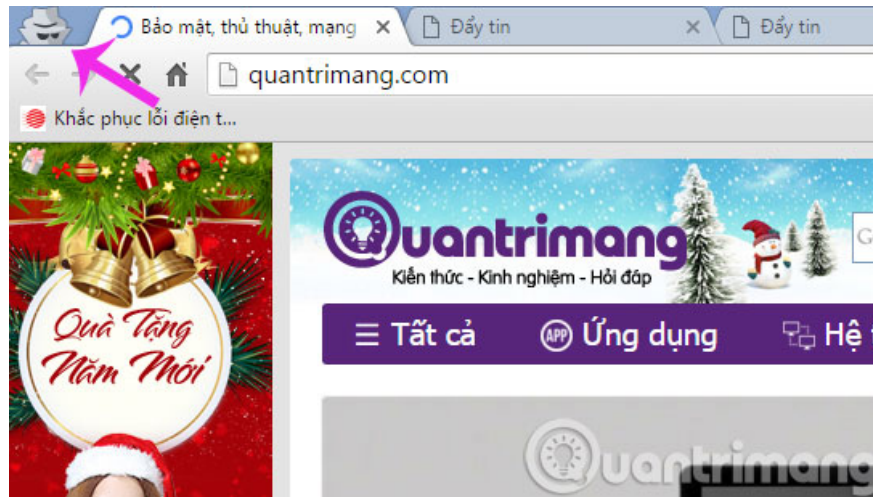 Bảo mật, thủ thuật, mạng
Đẩy tin
Đẩy tin
quantrimang.com
Khắc phục lỗi điện t...
Quantrimang
Kiến thức - Kinh nghiệm - Hỏi đáp
G
Quà Tặng
Năm Mới
Tất cả
APP Ứng dụng
Hệ
Quantrimang